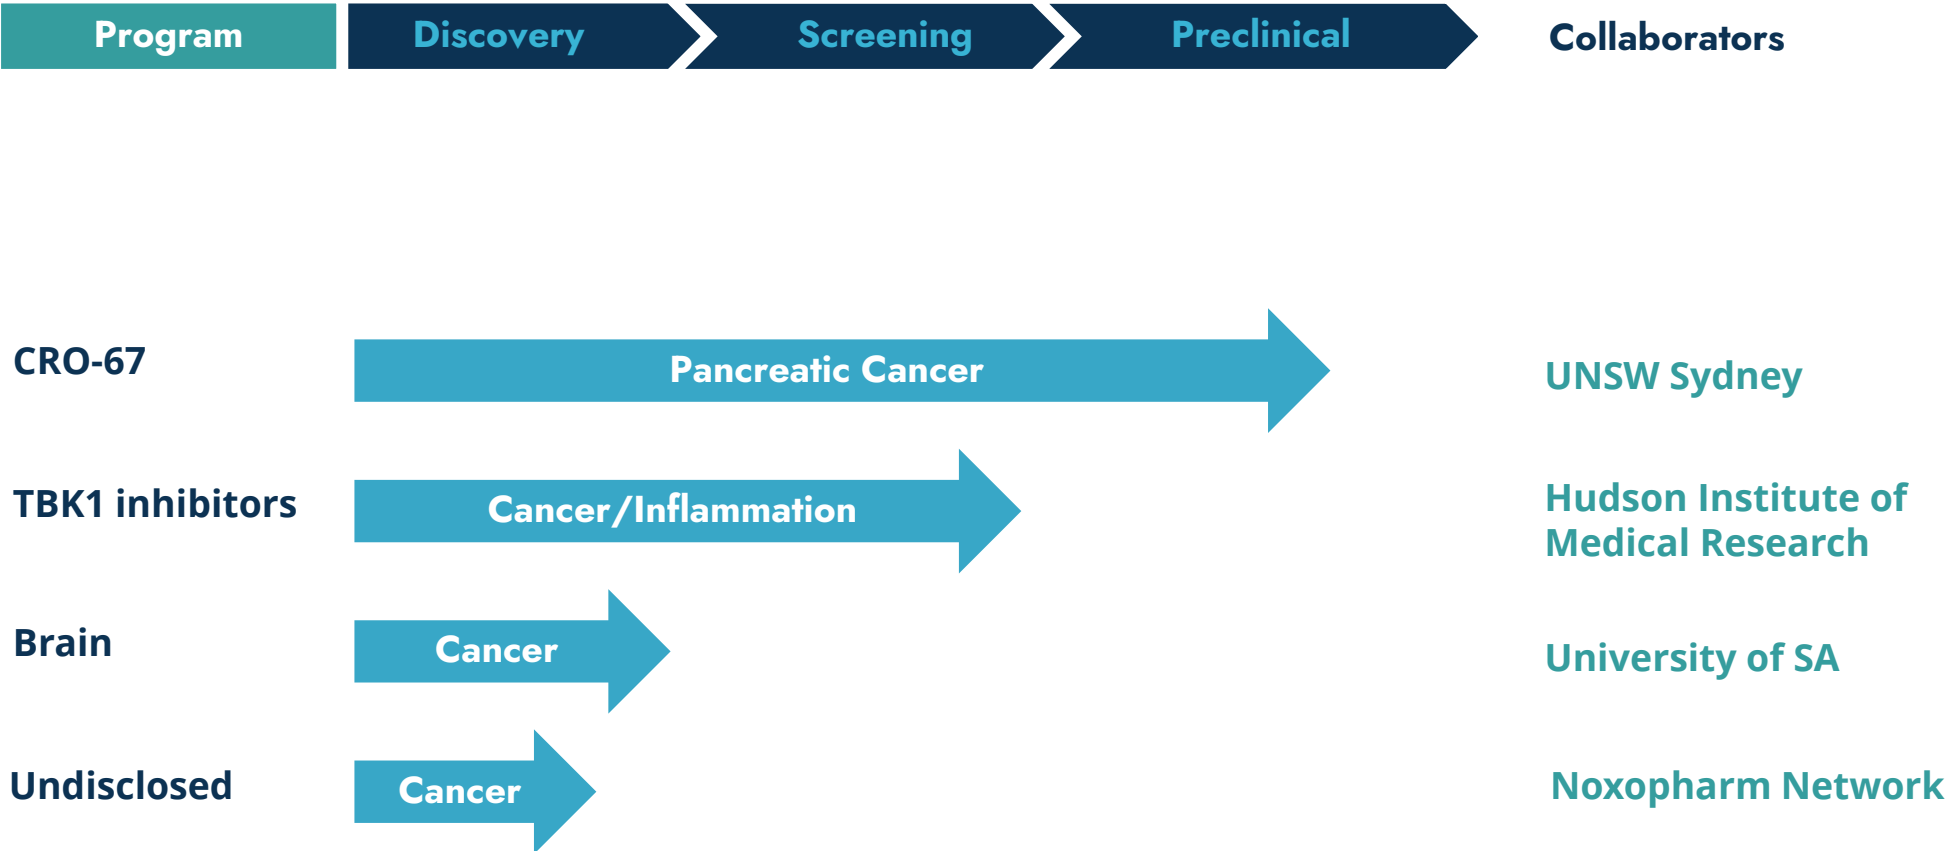 Program
Discovery
Screening
Preclinical
Collaborators
CRO-67
Pancreatic Cancer
UNSW Sydney
TBK1 inhibitors
Cancer/Inflammation
Hudson Institute of
Medical Research
Brain
Cancer
University of SA
Undisclosed
Cancer
Noxopharm Network